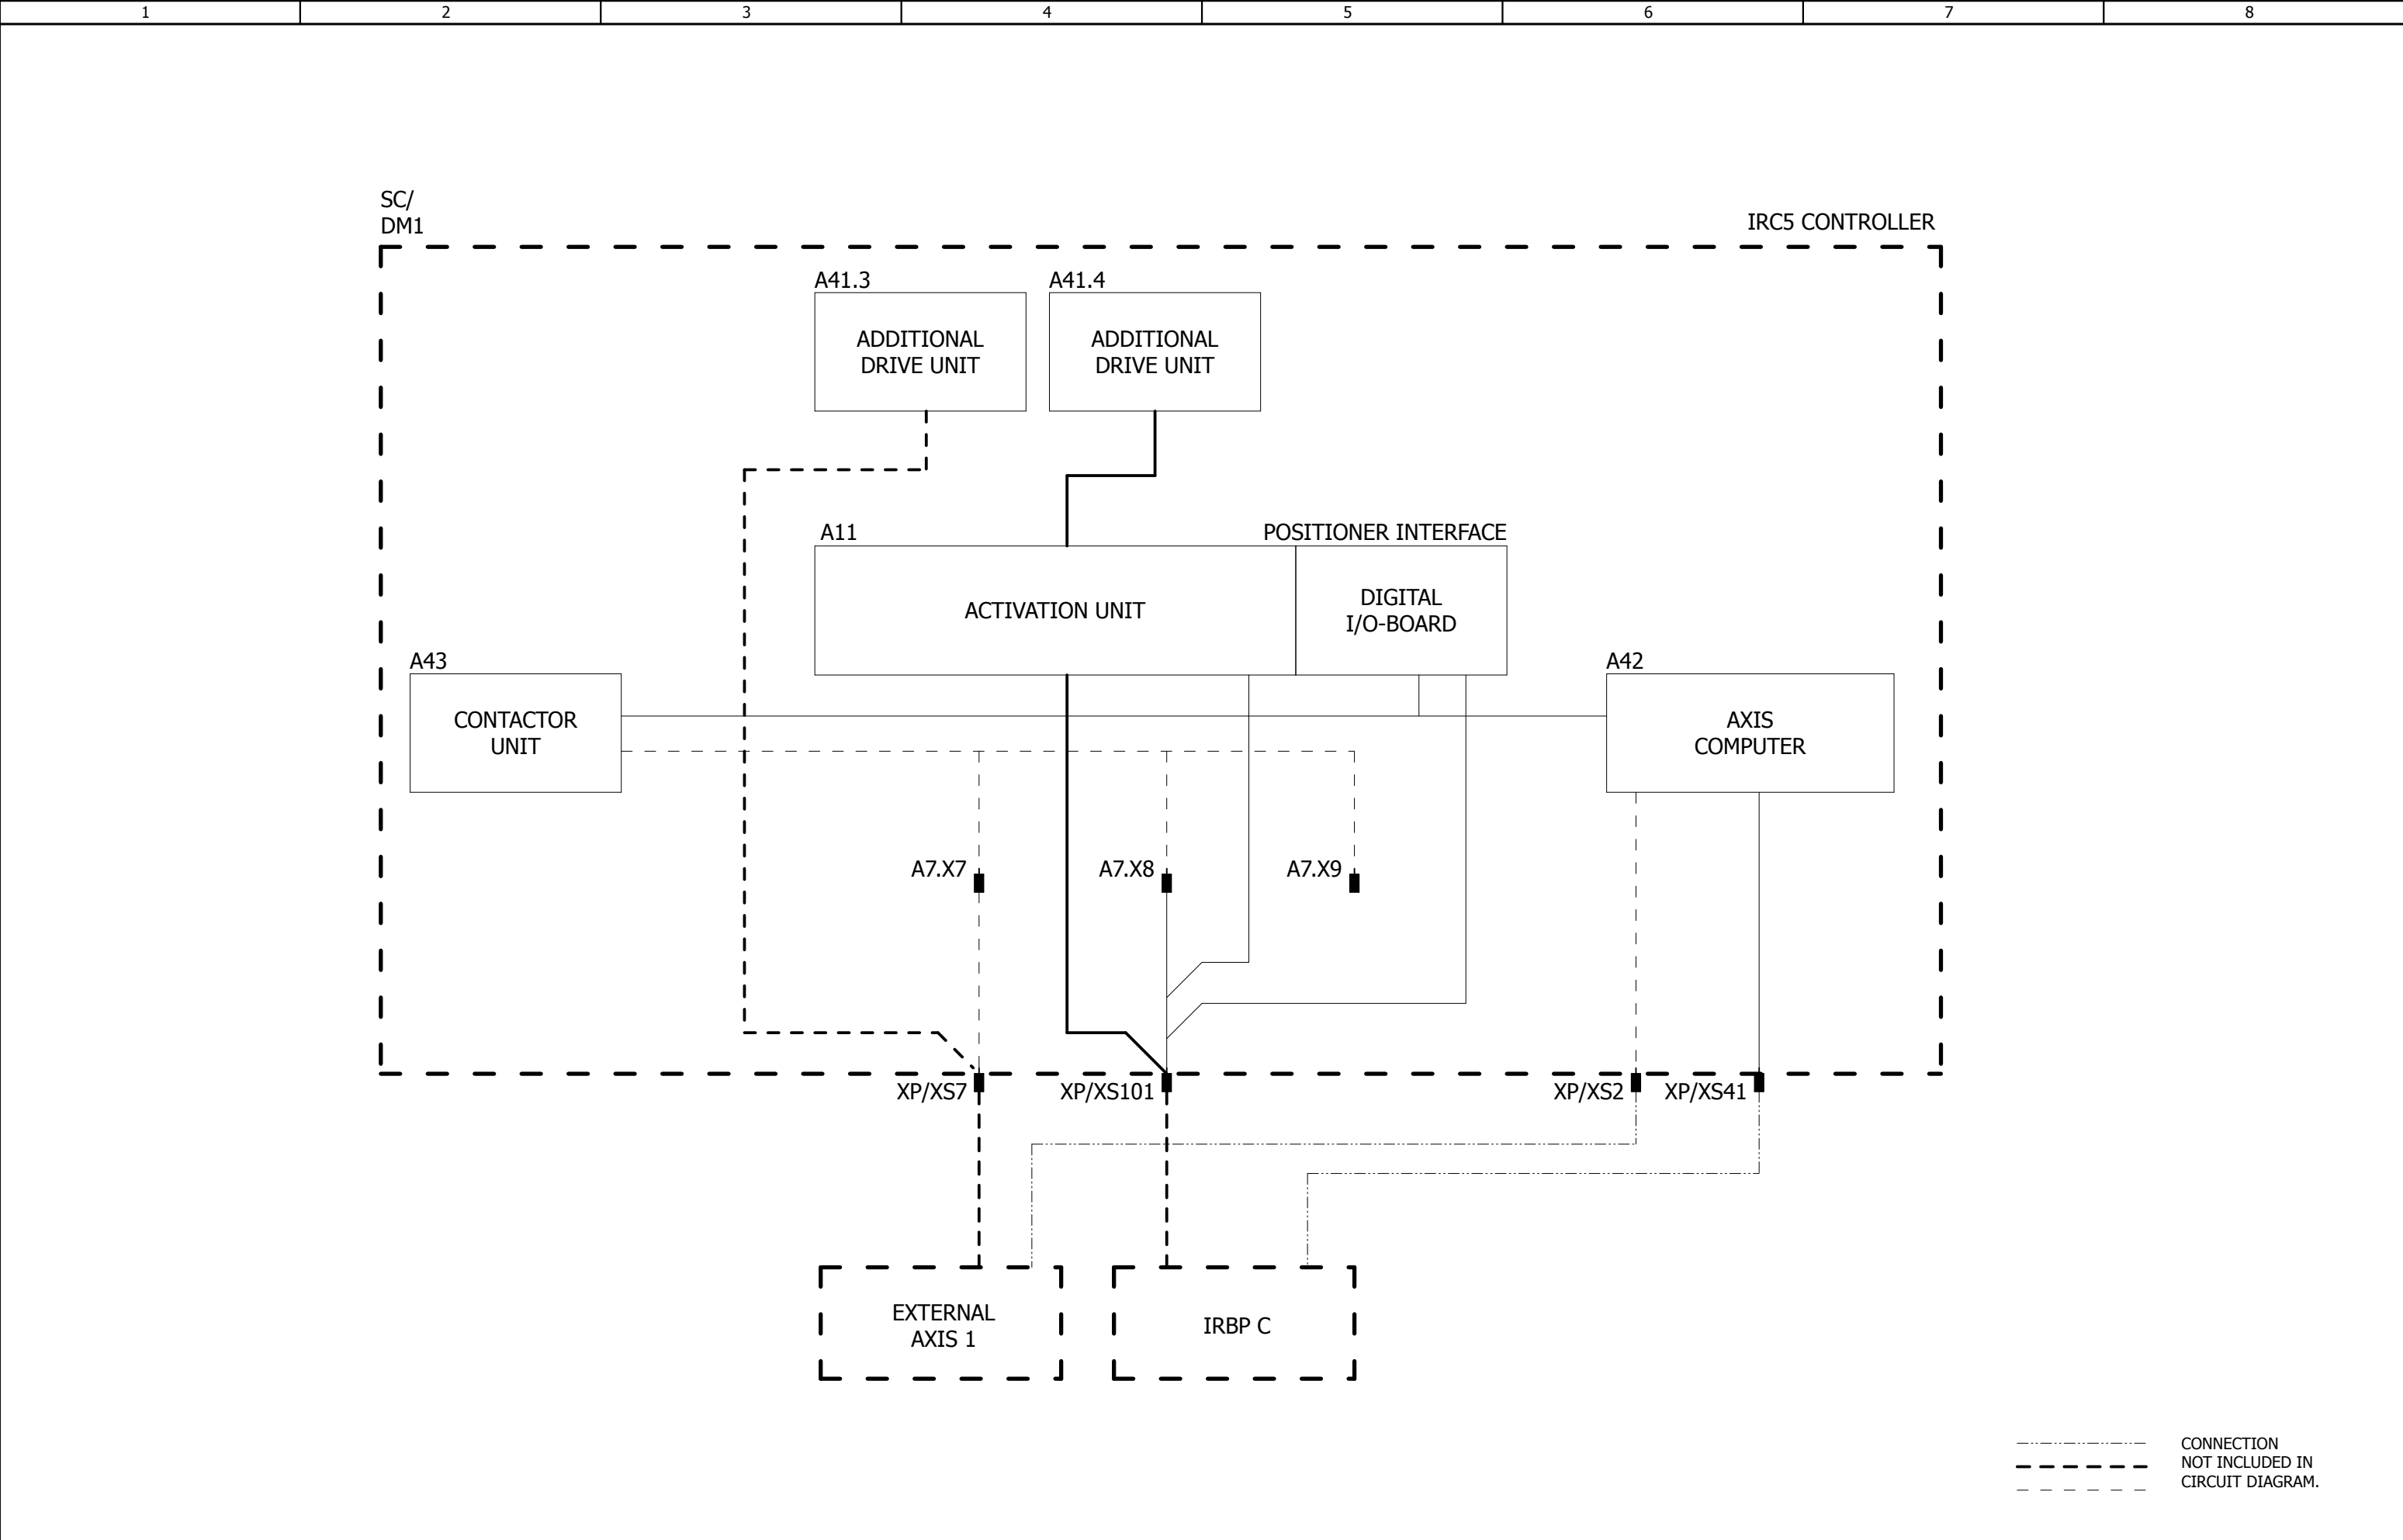 1 2 3 4 5 6 7 8
SC/
DM1
IRC5 CONTROLLER
A41.3
A41.4
ADDITIONAL
DRIVE UNIT
ADDITIONAL
DRIVE UNIT
A11
POSITIONER INTERFACE
ACTIVATION UNIT
DIGITAL
I/O-BOARD
A43
A42
CONTACTOR
UNIT
AXIS
COMPUTER
A7.X7
A7.X8
A7.X9
XP/XS7
XP/XS101
XP/XS2
XP/XS41
EXTERNAL
AXIS 1
IRBP C
CONNECTION
NOT INCLUDED IN
CIRCUIT DIAGRAM.